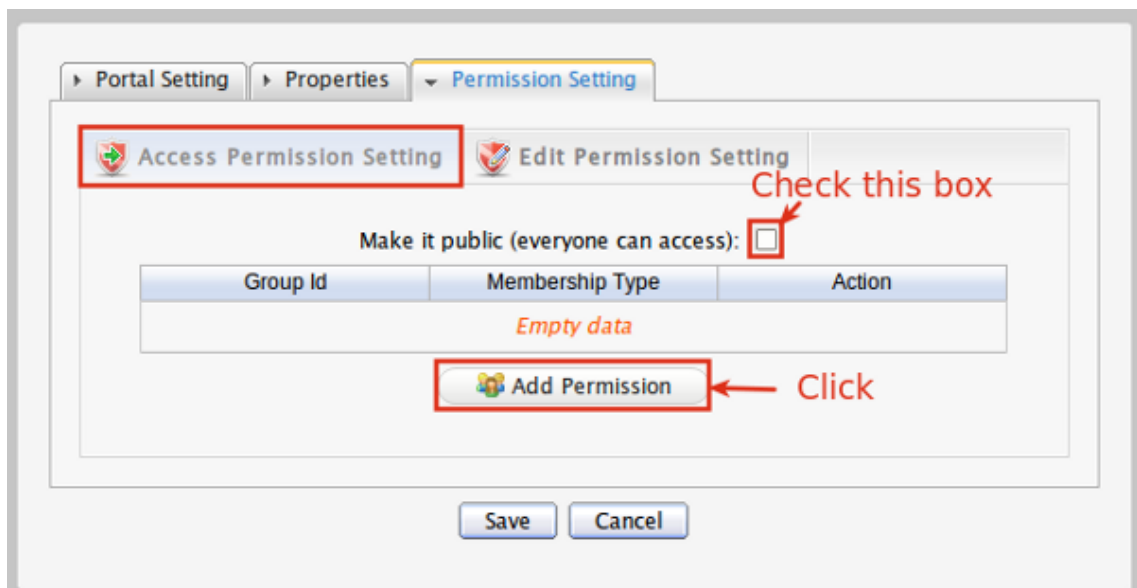 Portal Setting Properties Permission Setting
Access Permission Setting Edit Permission Setting
Check this box
Make it public (everyone can access):
Group Id Membership Type Action
Empty data
Add Permission Click
Save Cancel